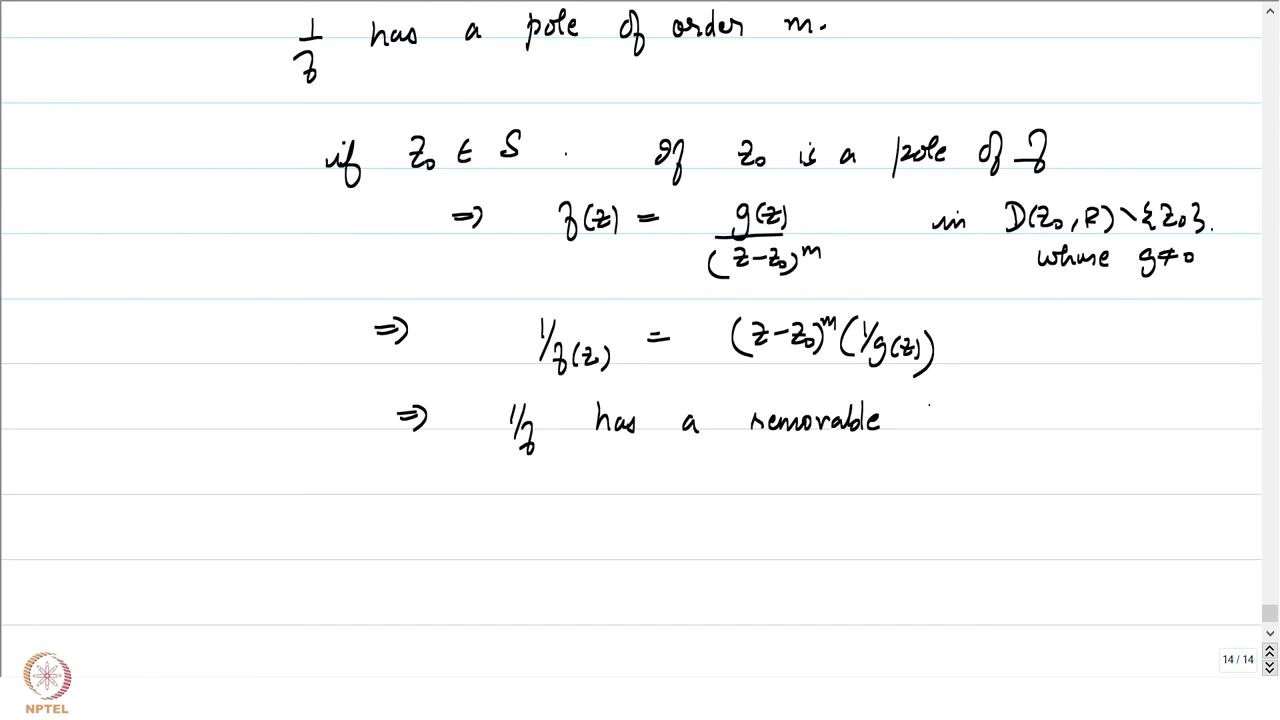 1/f has a pole of order m.
if z₀ ∈ S . If z₀ is a pole of f
⇒ f(z) = g(z)/(z-z₀)^m in D(z₀, R) \ {z₀}.
where g≠0
⇒ 1/f(z) = (z-z₀)^m (1/g(z))
⇒ 1/f has a removable
14 / 14
NPTEL